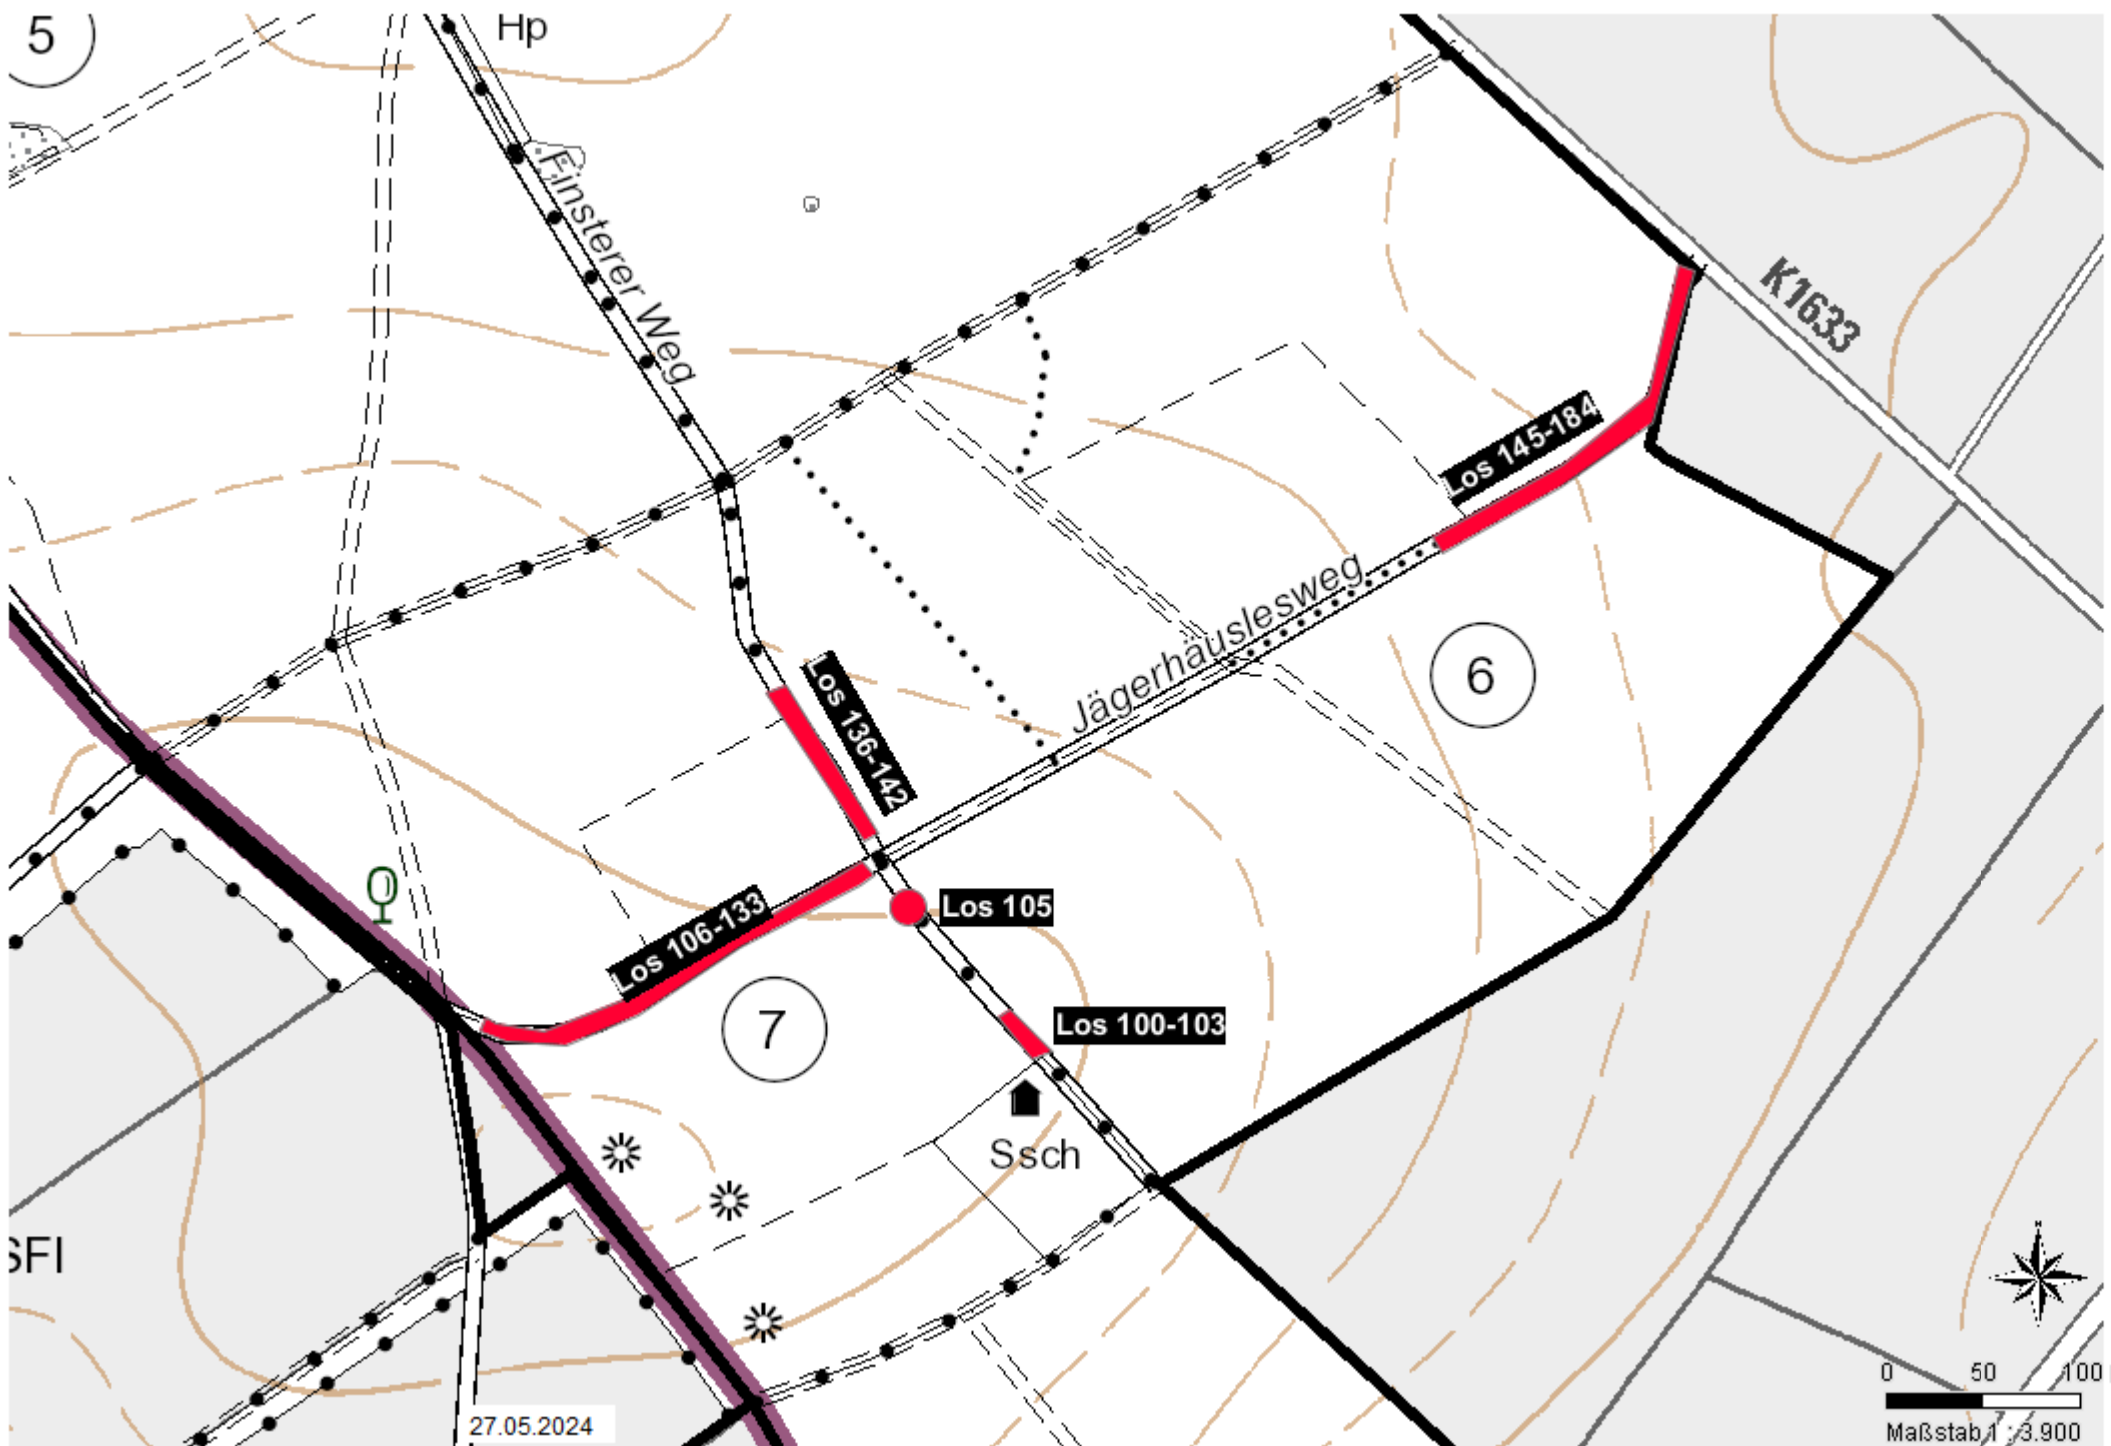 5
Hp
Finsterer Weg
K1633
Los 145-184
Jägerhäuslesweg
6
Los 136-142
Los 106-133
Los 105
7
Los 100-103
Ssch
SFI
27.05.2024
0 50 100
Maßstab 1 : 3.900